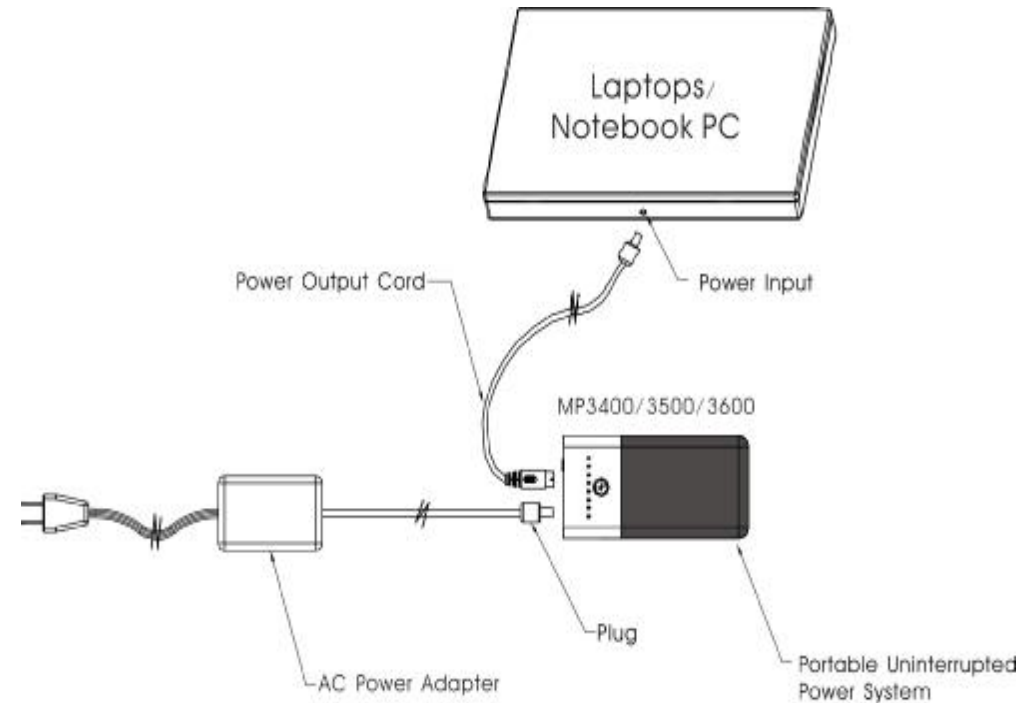 Laptops/
Notebook PC
Power Output Cord
Power Input
MP3400/3500/3600
Plug
AC Power Adapter
Portable Uninterrupted
Power System